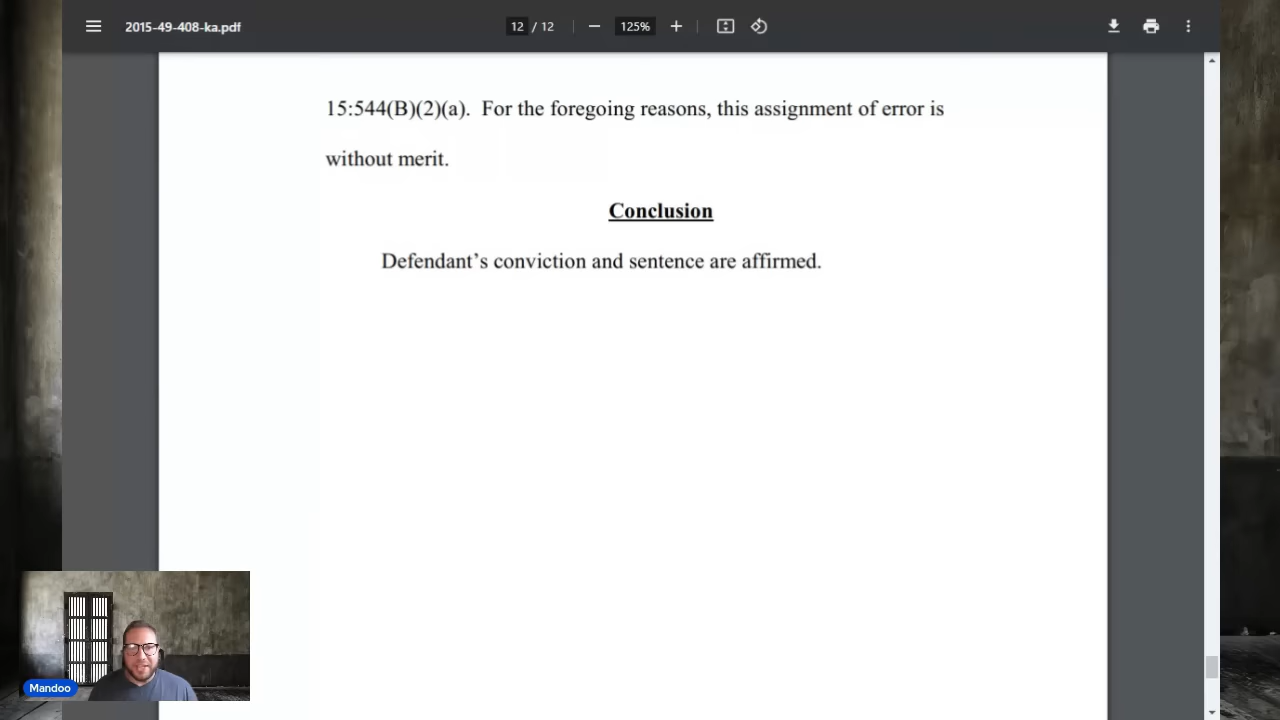 2015-49-408-ka.pdf
12 / 12
125%
15:544(B)(2)(a). For the foregoing reasons, this assignment of error is
without merit.
Conclusion
Defendant’s conviction and sentence are affirmed.
Mandoo